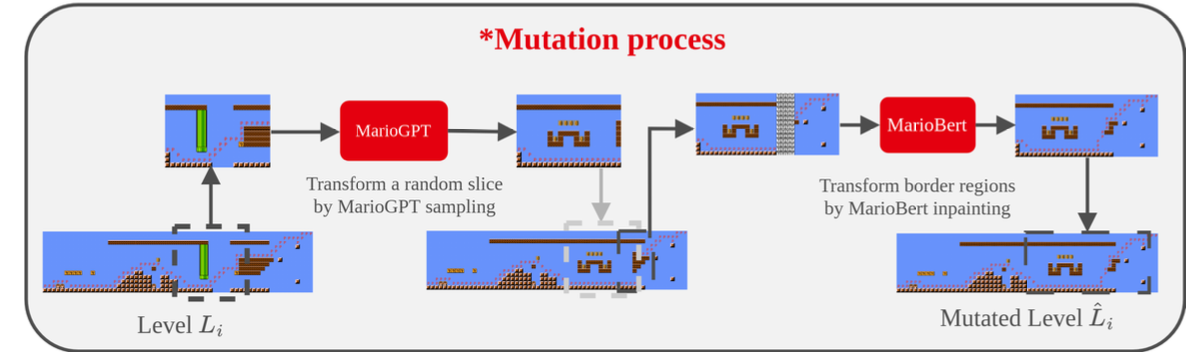 *Mutation process
MarioGPT
MarioBert
Transform a random slice
by MarioGPT sampling
Transform border regions
by MarioBert inpainting
Level $L_i$
Mutated Level $\hat{L}_i$